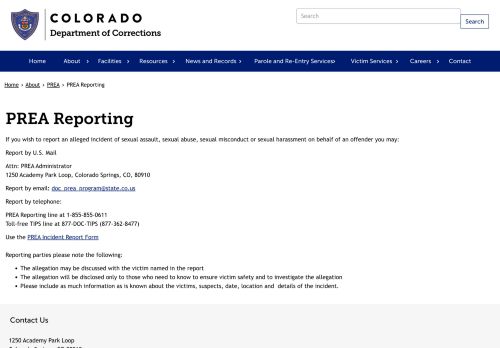 COLORADO
Department of Corrections
Search
Search
Home
About
Facilities
Resources
News and Records
Parole and Re-Entry Services
Victim Services
Careers
Contact
Home › About › PREA › PREA Reporting
PREA Reporting
If you wish to report an alleged incident of sexual assault, sexual abuse, sexual misconduct or sexual harassment on behalf of an offender you may:
Report by U.S. Mail
Attn: PREA Administrator
1250 Academy Park Loop, Colorado Springs, CO, 80910
Report by email: doc_prea_program@state.co.us
Report by telephone:
PREA Reporting line at 1-855-855-0611
Toll-free TIPS line at 877-DOC-TIPS (877-362-8477)
Use the PREA Incident Report Form
Reporting parties please note the following:
The allegation may be discussed with the victim named in the report
The allegation will be disclosed only to those who need to know to ensure victim safety and to investigate the allegation
Please include as much information as is known about the victims, suspects, date, location and details of the incident.
Contact Us
1250 Academy Park Loop